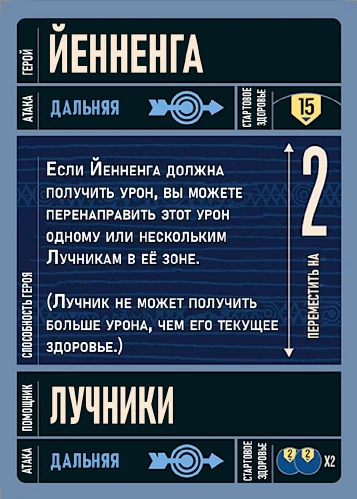 ГЕРОЙ
ЙЕННЕНГА
АТАКА
ДАЛЬНЯЯ
СТАРТОВОЕ
ЗДОРОВЬЕ
15
СПОСОБНОСТЬ ГЕРОЯ
Если Йенненга должна
получить урон, вы можете
перенаправить этот урон
одному или нескольким
Лучникам в её зоне.
(Лучник не может получить
больше урона, чем его текущее
здоровье.)
ПЕРЕМЕСТИТЬ НА
2
ПОМОЩНИК
ЛУЧНИКИ
АТАКА
ДАЛЬНЯЯ
СТАРТОВОЕ
ЗДОРОВЬЕ
2 2 X2